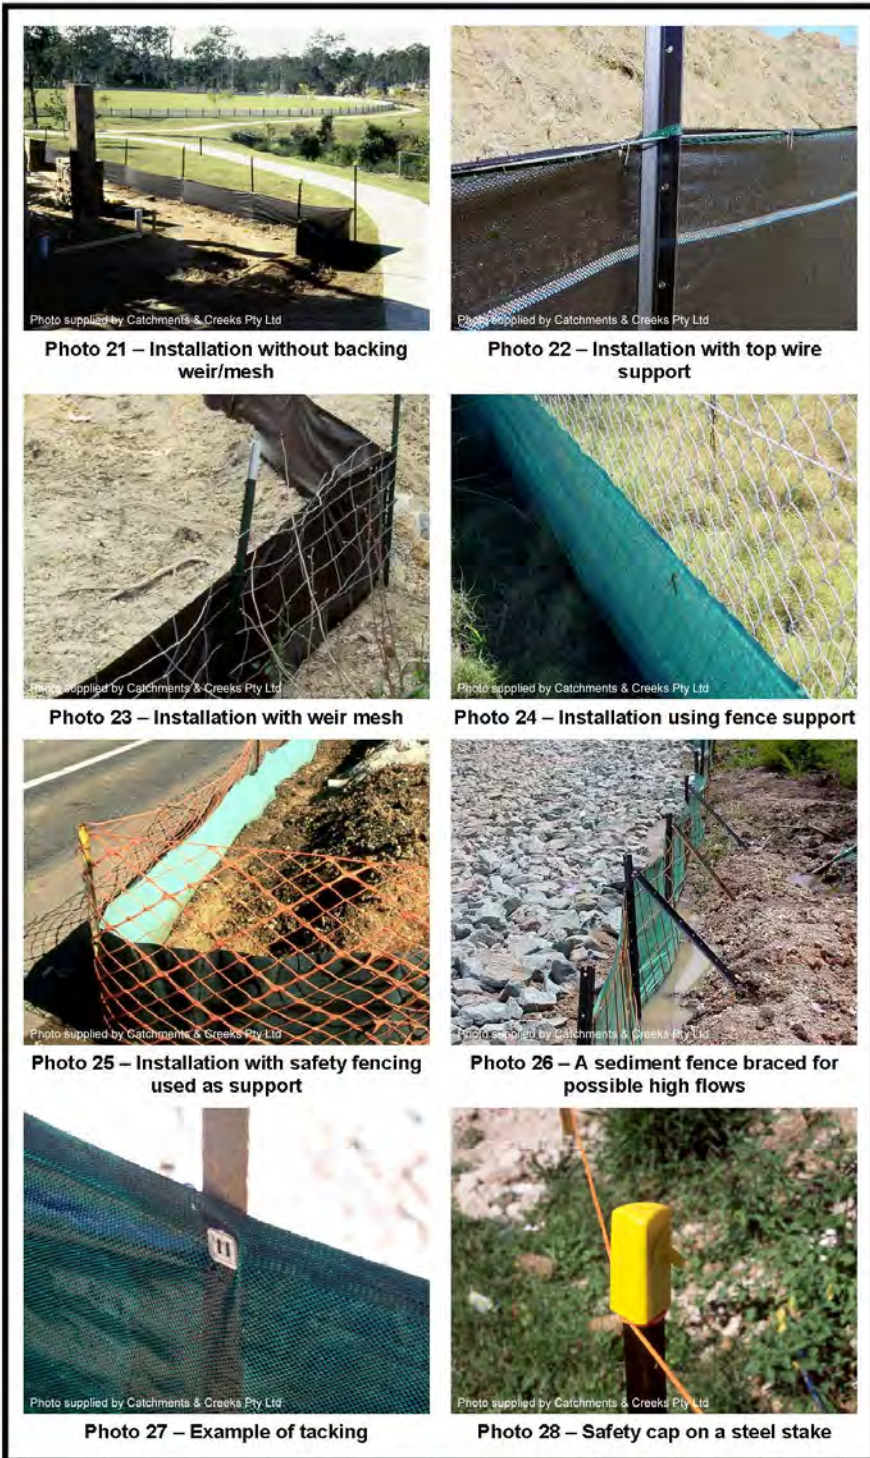 Photo supplied by Catchments & Creeks Pty Ltd
Photo supplied by Catchments & Creeks Pty Ltd
Photo 21 – Installation without backing
weir/mesh
Photo 22 – Installation with top wire
support
Photo supplied by Catchments & Creeks Pty Ltd
Photo supplied by Catchments & Creeks Pty Ltd
Photo 23 – Installation with weir mesh
Photo 24 – Installation using fence support
Photo supplied by Catchments & Creeks Pty Ltd
Photo supplied by Catchments & Creeks Pty Ltd
Photo 25 – Installation with safety fencing
used as support
Photo 26 – A sediment fence braced for
possible high flows
Photo supplied by Catchments & Creeks Pty Ltd
Photo supplied by Catchments & Creeks Pty Ltd
Photo 27 – Example of tacking
Photo 28 – Safety cap on a steel stake